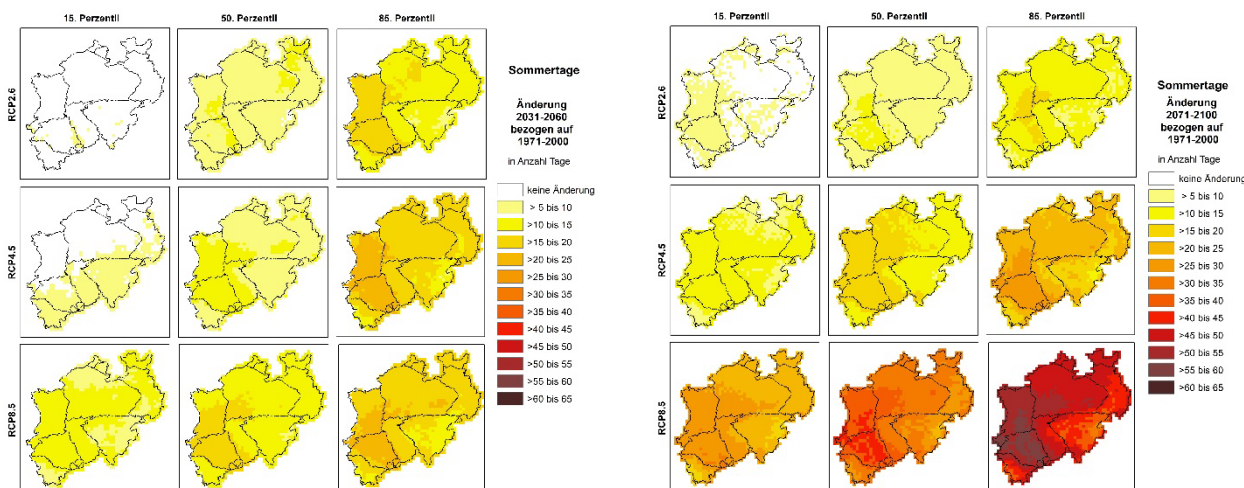 15. Perzentil
50. Perzentil
85. Perzentil
RCP2.6
RCP4.5
RCP8.5
Sommertage
Änderung
2031-2060
bezogen auf
1971-2000
in Anzahl Tage
keine Änderung
> 5 bis 10
>10 bis 15
>15 bis 20
>20 bis 25
>25 bis 30
>30 bis 35
>35 bis 40
>40 bis 45
>45 bis 50
>50 bis 55
>55 bis 60
>60 bis 65
15. Perzentil
50. Perzentil
85. Perzentil
RCP2.6
RCP4.5
RCP8.5
Sommertage
Änderung
2071-2100
bezogen auf
1971-2000
in Anzahl Tage
keine Änderung
> 5 bis 10
>10 bis 15
>15 bis 20
>20 bis 25
>25 bis 30
>30 bis 35
>35 bis 40
>40 bis 45
>45 bis 50
>50 bis 55
>55 bis 60
>60 bis 65